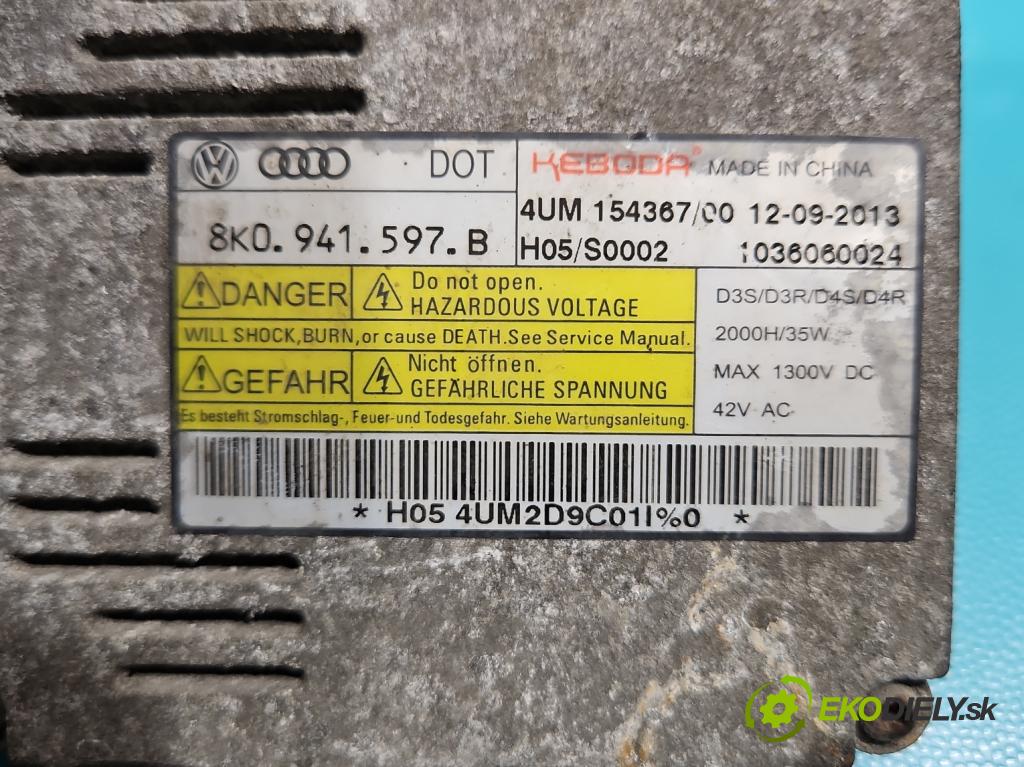 DOT
KEBODA® MADE IN CHINA
8K0.941.597.B
4UM 154367/00 12-09-2013
H05/S0002 1036060024
DANGER
Do not open.
HAZARDOUS VOLTAGE
WILL SHOCK,BURN,or cause DEATH.See Service Manual.
GEFAHR
Nicht öffnen.
GEFÄHRLICHE SPANNUNG
Es besteht Stromschlag-, Feuer-und Todesgefahr. Siehe Wartungsanleitung.
D3S/D3R/D4S/D4R
2000H/35W
MAX 1300V DC
42V AC
* H05 4UM2D9C01I%0 *
EKODIELY.sk